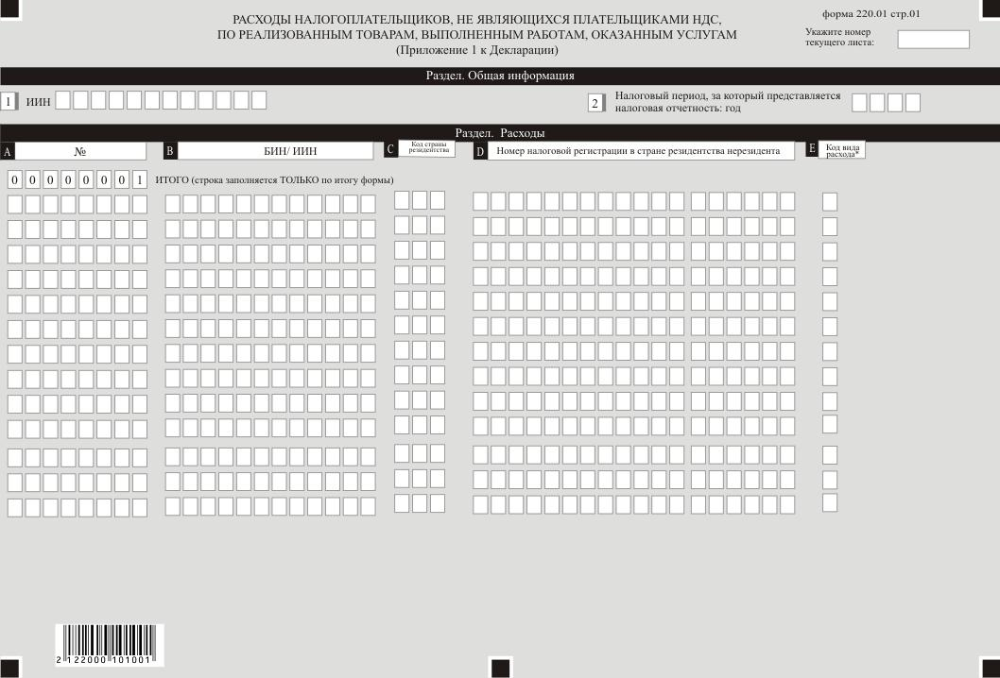 форма 220.01 стр.01
РАСХОДЫ НАЛОГОПЛАТЕЛЬЩИКОВ, НЕ ЯВЛЯЮЩИХСЯ ПЛАТЕЛЬЩИКАМИ НДС,
ПО РЕАЛИЗОВАННЫМ ТОВАРАМ, ВЫПОЛНЕННЫМ РАБОТАМ, ОКАЗАННЫМ УСЛУГАМ
(Приложение 1 к Декларации)
Укажите номер
текущего листа:
Раздел. Общая информация
1 ИИН
2 Налоговый период, за который представляется
налоговая отчетность: год
Раздел. Расходы
A №
B БИН/ ИИН
C Код страны
резидентства
D Номер налоговой регистрации в стране резидентства нерезидента
E Код вида
расхода*
0 0 0 0 0 0 0 1 ИТОГО (строка заполняется ТОЛЬКО по итогу формы)
2 122000 101001